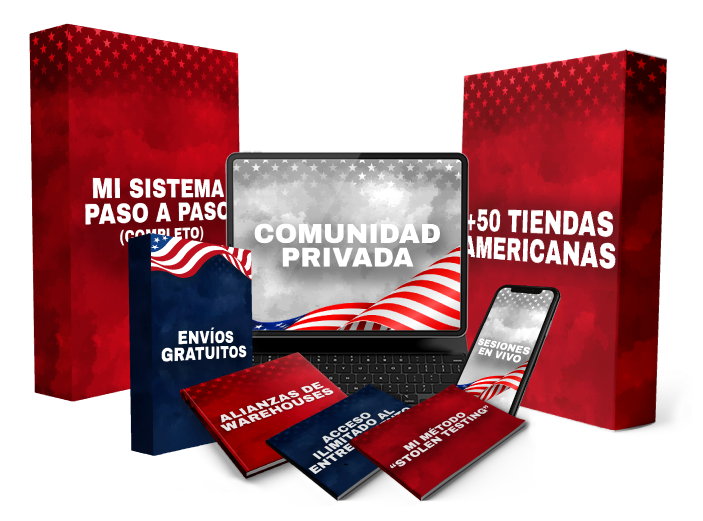 MI SISTEMA
PASO A PASO
(COMPLETO)
COMUNIDAD
PRIVADA
+50 TIENDAS
AMERICANAS
ENVÍOS
GRATUITOS
SESIONES
EN VIVO
ALIANZAS DE
WAREHOUSES
ACCESO
ILIMITADO AL
MI MÉTODO
"STOLEN TESTING"